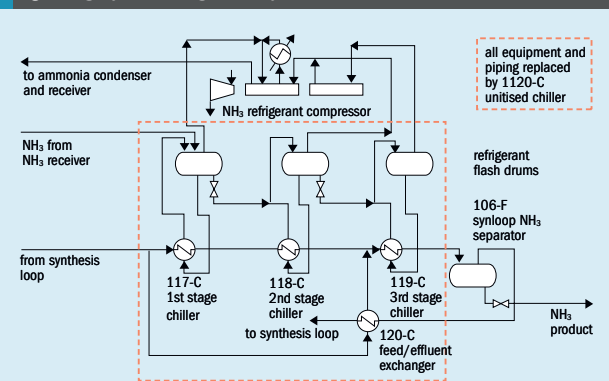 all equipment and
piping replaced
by 1120-C
unitised chiller
to ammonia condenser
and receiver
NH₃ refrigerant compressor
NH₃ from
NH₃ receiver
refrigerant
flash drums
106-F
synloop NH₃
separator
from synthesis
loop
117-C
1st stage
chiller
118-C
2nd stage
chiller
119-C
3rd stage
chiller
NH₃
product
to synthesis loop
120-C
feed/effluent
exchanger